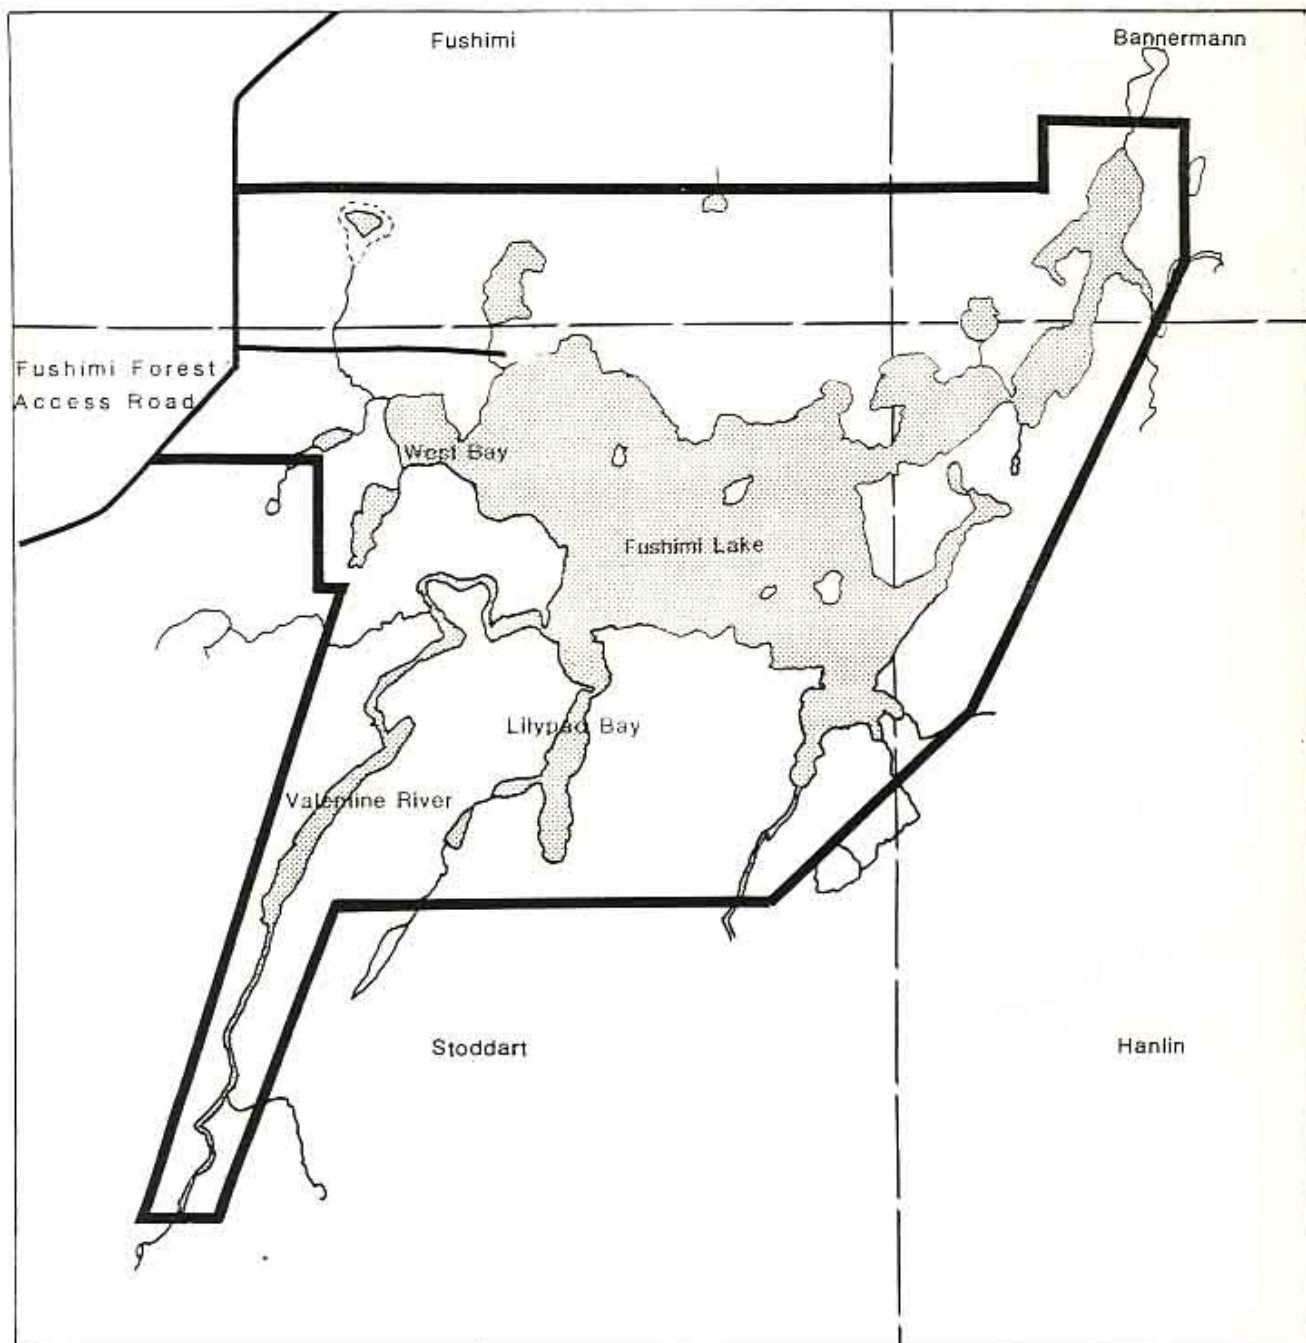 Fushimi
Bannermann
Fushimi Forest
Access Road
West Bay
Fushimi Lake
Lilypad Bay
Valentine River
Stoddart
Hanlin